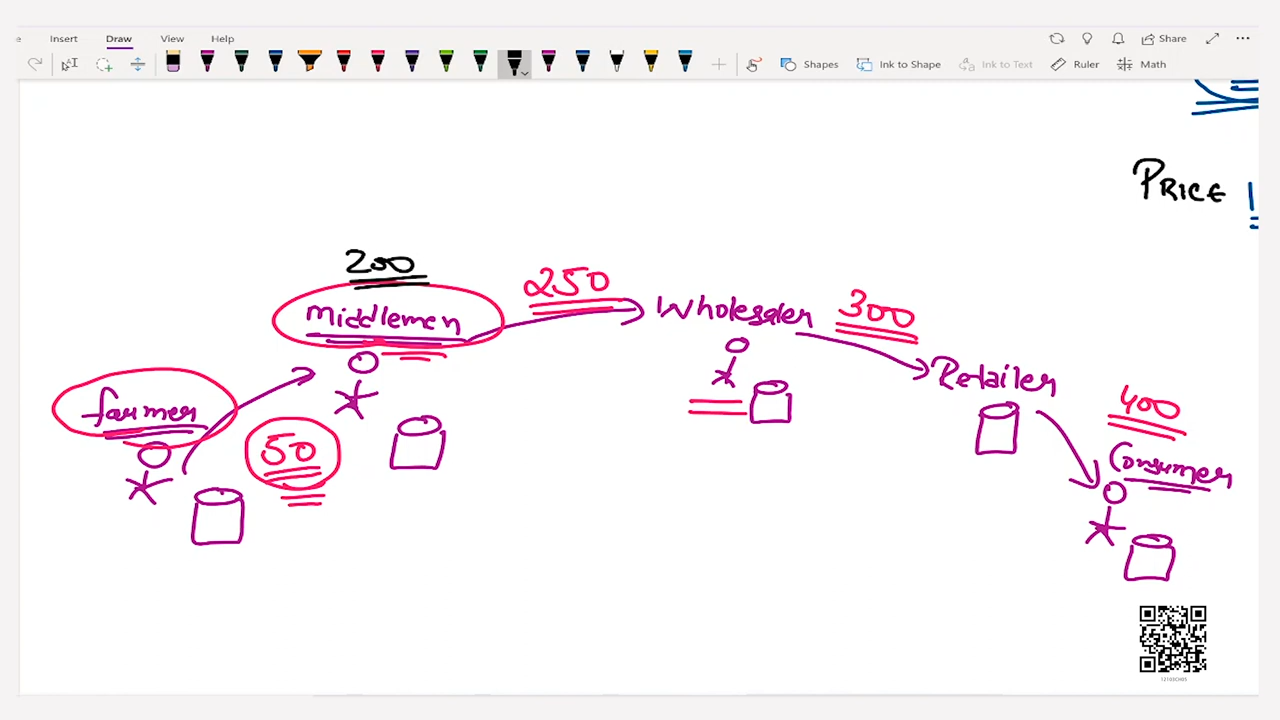 Insert Draw View Help
Share
Shapes Ink to Shape Ink to Text Ruler Math
PRICE
200
middlemen
250
Wholesaler
300
Retailer
400
Consumer
farmer
50
12103CH05